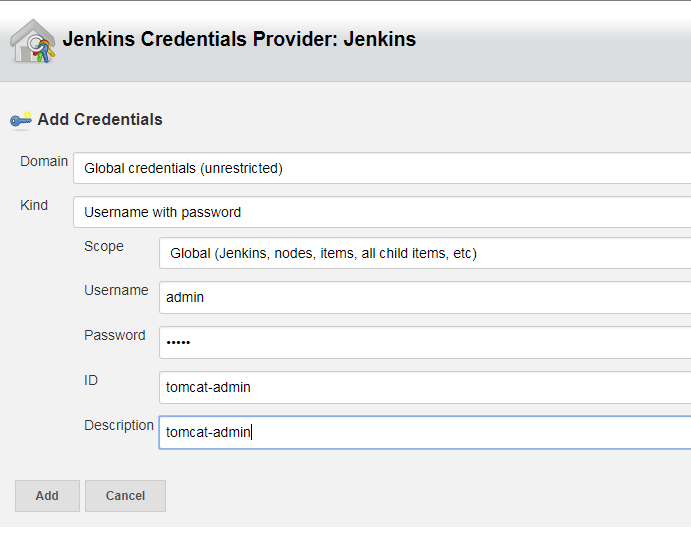 Jenkins Credentials Provider: Jenkins
Add Credentials
Domain Global credentials (unrestricted)
Kind Username with password
Scope Global (Jenkins, nodes, items, all child items, etc)
Username admin
Password •••••
ID tomcat-admin
Description tomcat-admin
Add Cancel